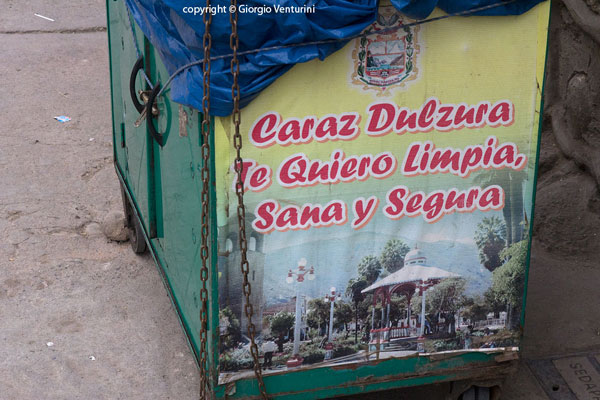 copyright © Giorgio Venturini
Caraz Dulzura
Te Quiero Limpia,
Sana y Segura